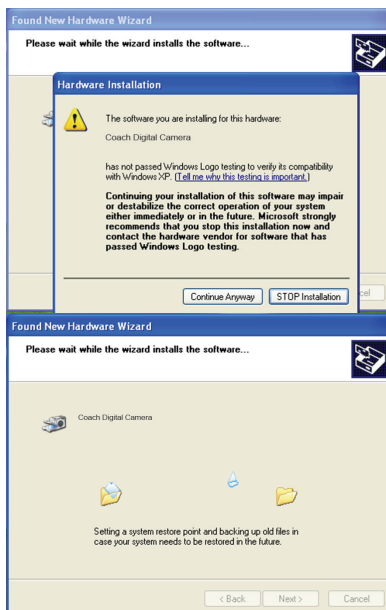 Found New Hardware Wizard
Please wait while the wizard installs the software...
Hardware Installation
The software you are installing for this hardware:
Coach Digital Camera
has not passed Windows Logo testing to verify its compatibility
with Windows XP. (Tell me why this testing is important.)
Continuing your installation of this software may impair
or destabilize the correct operation of your system
either immediately or in the future. Microsoft strongly
recommends that you stop this installation now and
contact the hardware vendor for software that has
passed Windows Logo testing.
Continue Anyway
STOP Installation
cel
Found New Hardware Wizard
Please wait while the wizard installs the software...
Coach Digital Camera
Setting a system restore point and backing up old files in
case your system needs to be restored in the future.
< Back
Next >
Cancel